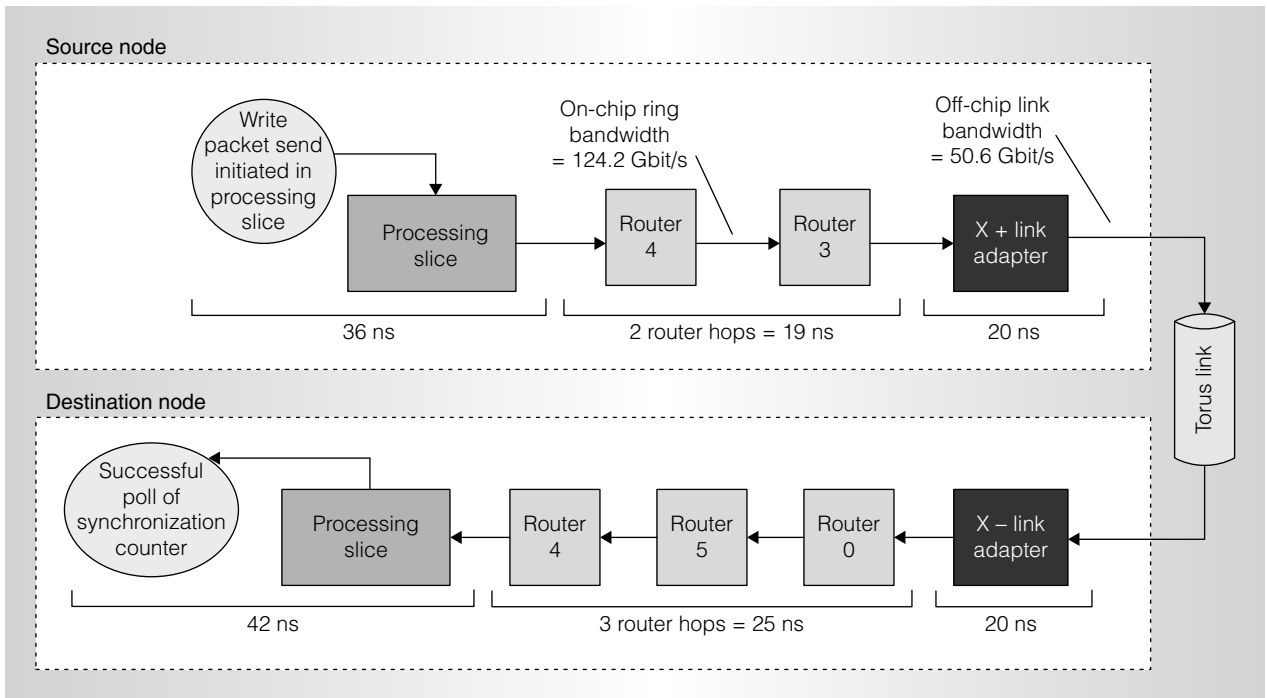 Source node
Write
packet send
initiated in
processing
slice
Processing
slice
On-chip ring
bandwidth
= 124.2 Gbit/s
Router
4
Router
3
Off-chip link
bandwidth
= 50.6 Gbit/s
X + link
adapter
36 ns
2 router hops = 19 ns
20 ns
Torus link
Destination node
Successful
poll of
synchronization
counter
Processing
slice
Router
4
Router
5
Router
0
X – link
adapter
42 ns
3 router hops = 25 ns
20 ns